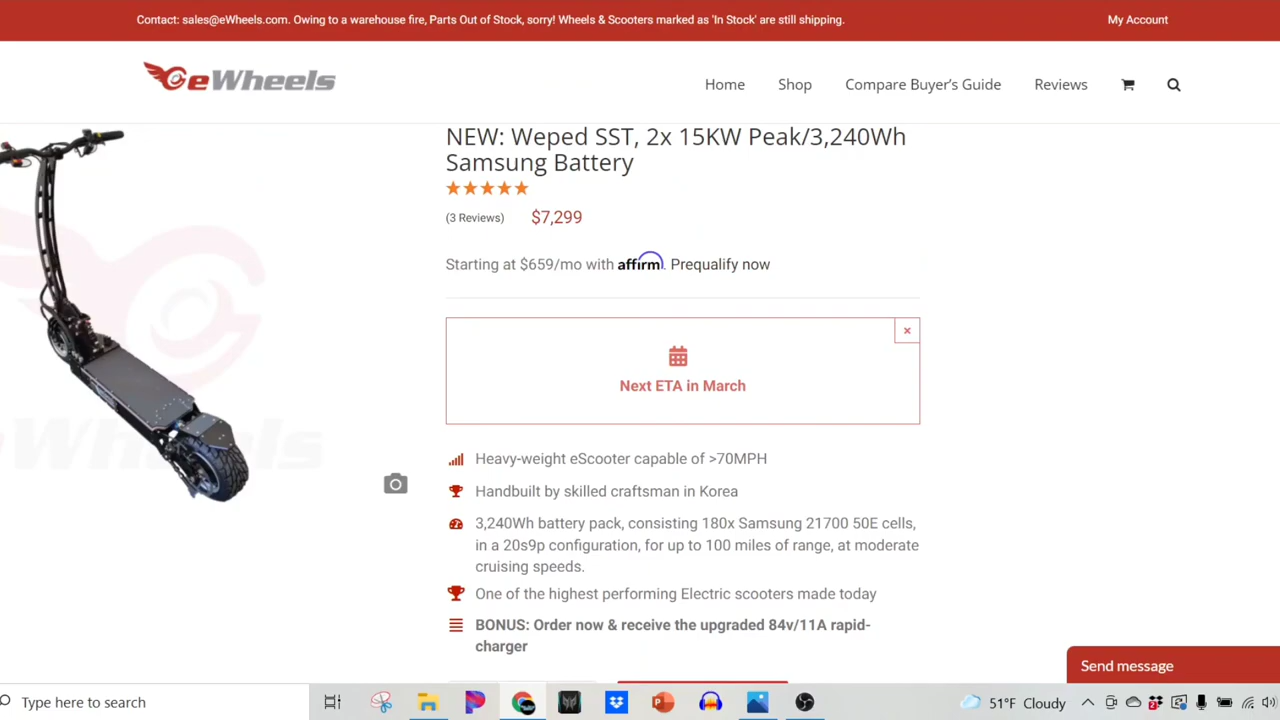 Contact: sales@eWheels.com. Owing to a warehouse fire, Parts Out of Stock, sorry! Wheels & Scooters marked as 'In Stock' are still shipping.
My Account
eWheels
Home
Shop
Compare Buyer's Guide
Reviews
NEW: Weped SST, 2x 15KW Peak/3,240Wh
Samsung Battery
(3 Reviews)
$7,299
Starting at $659/mo with affirm. Prequalify now
×
Next ETA in March
Heavy-weight eScooter capable of >70MPH
Handbuilt by skilled craftsman in Korea
3,240Wh battery pack, consisting 180x Samsung 21700 50E cells,
in a 20s9p configuration, for up to 100 miles of range, at moderate
cruising speeds.
One of the highest performing Electric scooters made today
BONUS: Order now & receive the upgraded 84v/11A rapid-
charger
eWheels
Send message
Type here to search
51°F Cloudy